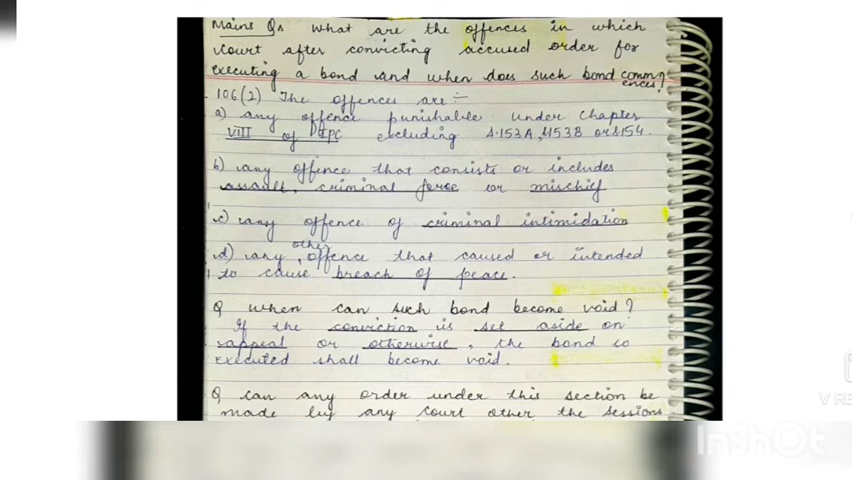 Mains Qs What are the offences in which
court after convicting accused order for
executing a bond and when does such bond commences?
106(2) The offences are :-
a) any offence punishable under Chapter
VIII of IPC excluding S.153A, S153B or S154.
b) any offence that consists or includes
assault, criminal force or mischief
c) any offence of criminal intimidation
d) any other offence that caused or intended
to cause breach of peace.
Q When can such bond become void?
If the conviction is set aside on
appeal or otherwise, the bond so
executed shall become void.
Q Can any order under this section be
made by any court other the sessions
V RE
InShOt